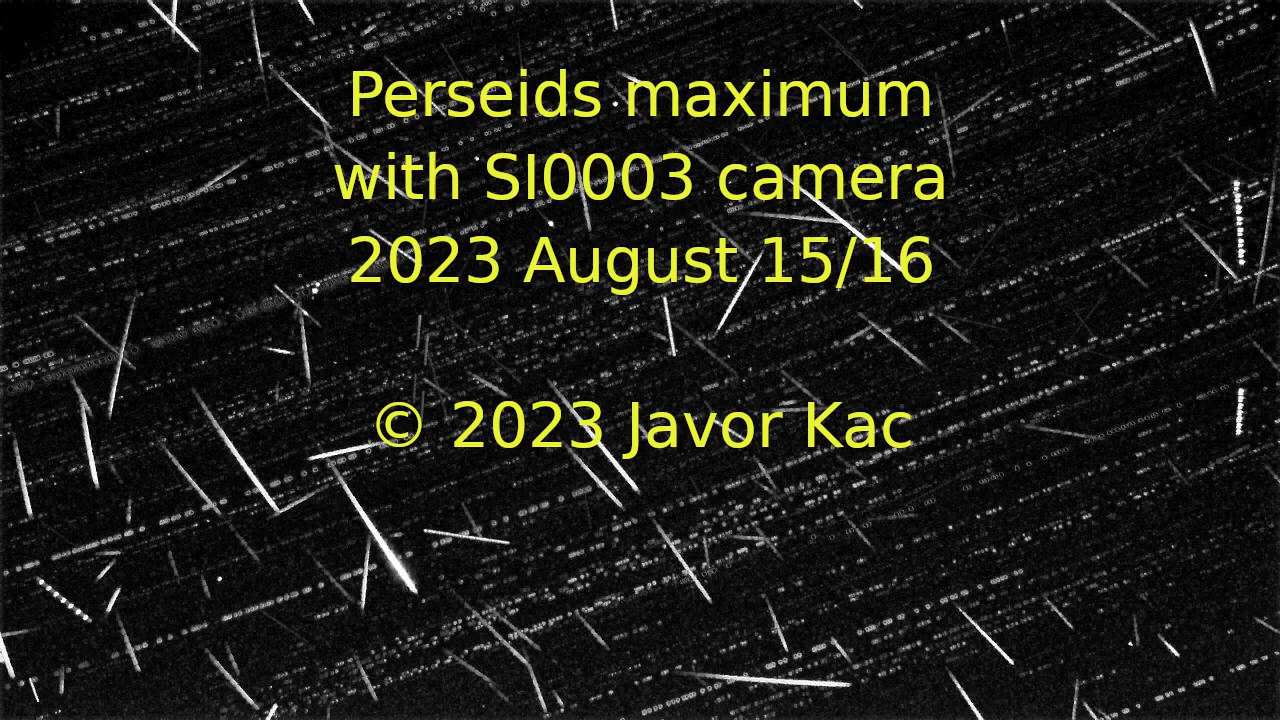 Perseids maximum
with SI0003 camera
2023 August 15/16
© 2023 Javor Kac